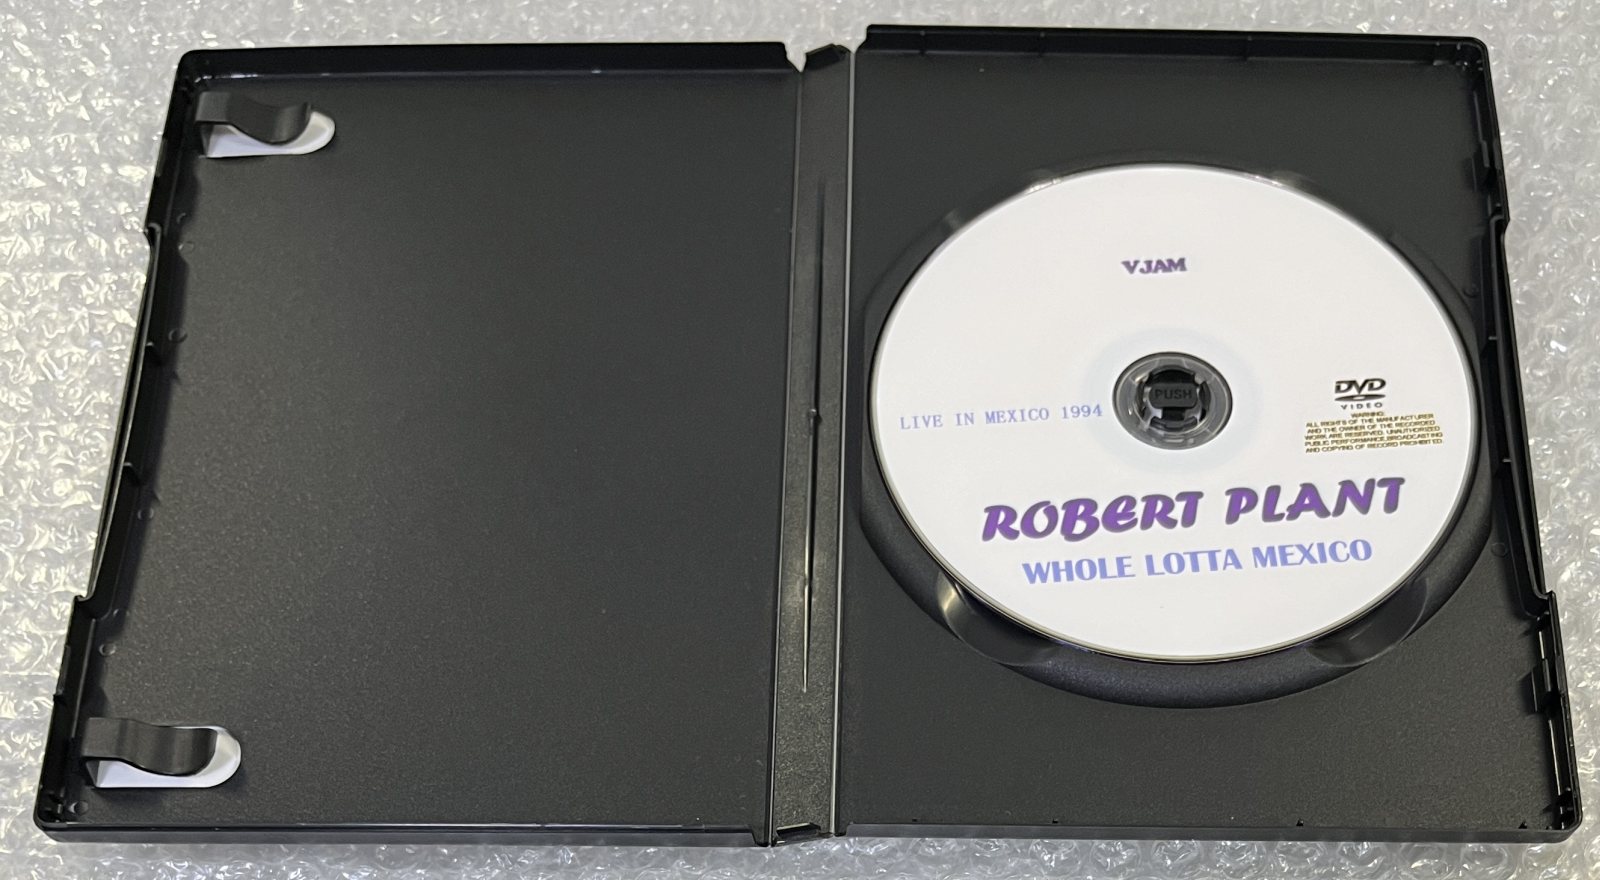 VJAM
LIVE IN MEXICO 1994
PUSH
DVD
VIDEO
WARNING:
ALL RIGHTS OF THE MANUFACTURER
AND THE OWNER OF THE RECORDED
WORK ARE RESERVED. UNAUTHORIZED
PUBLIC PERFORMANCE,BROADCASTING
AND COPYING OF RECORD PROHIBITED.
ROBERT PLANT
WHOLE LOTTA MEXICO